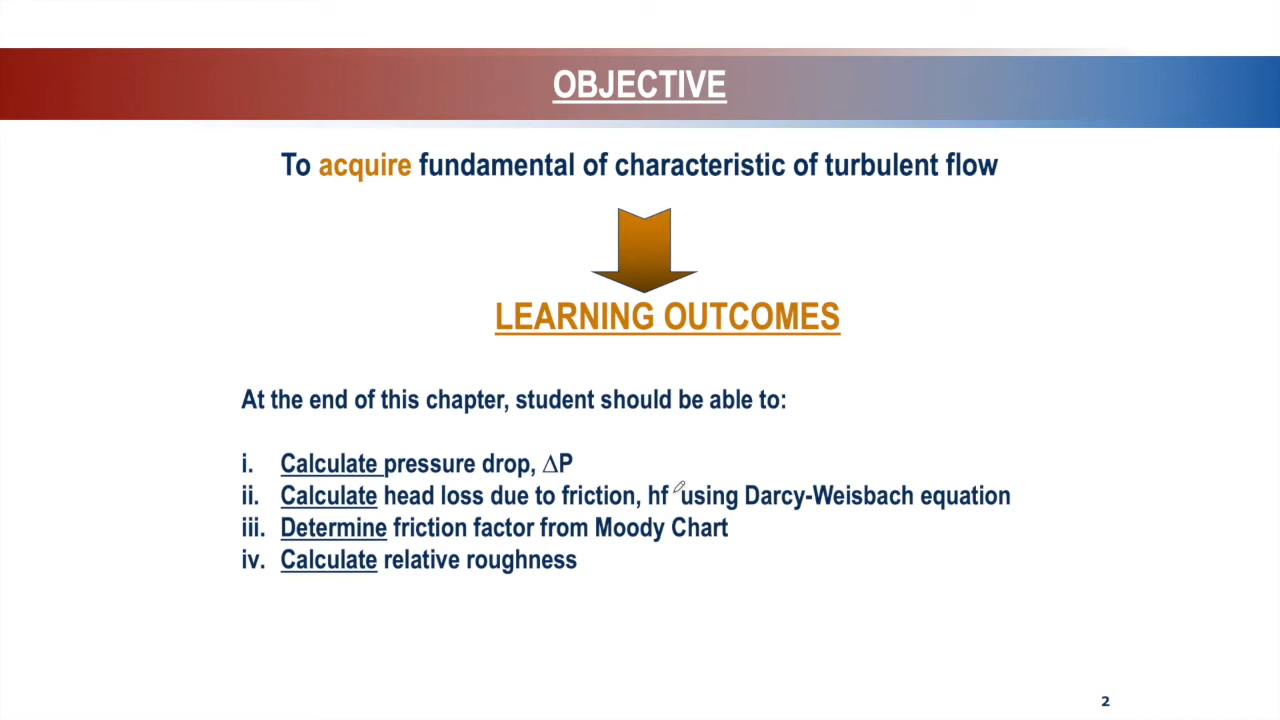 OBJECTIVE
To acquire fundamental of characteristic of turbulent flow
LEARNING OUTCOMES
At the end of this chapter, student should be able to:
i. Calculate pressure drop, ∆P
ii. Calculate head loss due to friction, hf using Darcy-Weisbach equation
iii. Determine friction factor from Moody Chart
iv. Calculate relative roughness
2